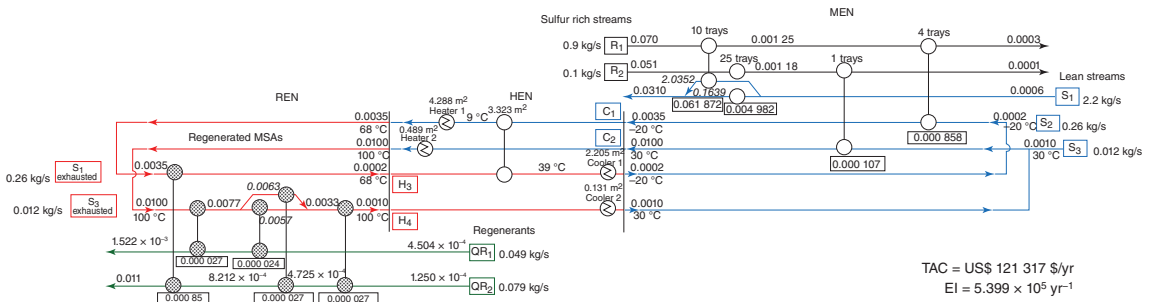 MEN
Sulfur rich streams
10 trays
4 trays
0.9 kg/s R1 0.070 0.001 25 0.0003
25 trays
1 trays
0.1 kg/s R2 0.051 0.001 18 0.0001
2.0352
Lean streams
0.0310 0.1639 0.0006 S1 2.2 kg/s
0.061 872 0.004 982
REN
HEN
4.288 m²
Heater 1 9 °C
3.323 m²
C1
0.0035 0.0035 0.0002 S2 0.26 kg/s
68 °C –20 °C –20 °C
0.000 858
Regenerated MSAs
0.489 m²
Heater 2
C2
0.0100 0.0100 0.0010 S3 0.012 kg/s
100 °C 30 °C 30 °C
2.205 m²
Cooler 1
0.000 107
0.26 kg/s S1 exhausted 0.0035 0.0002 39 °C 0.0002
68 °C –20 °C
H3
0.131 m²
Cooler 2
0.0063
0.012 kg/s S3 exhausted 0.0100 0.0077 0.0033 0.0010 0.0010
100 °C 0.0057 100 °C 30 °C
H4
Regenerants
1.522 × 10⁻³ 4.504 × 10⁻⁴ QR1 0.049 kg/s
0.000 027 0.000 024
0.011 8.212 × 10⁻⁴ 4.725 × 10⁻⁴ 1.250 × 10⁻⁴ QR2 0.079 kg/s
0.000 85 0.000 027 0.000 027
TAC = US$ 121 317 $/yr
EI = 5.399 × 10⁵ yr⁻¹